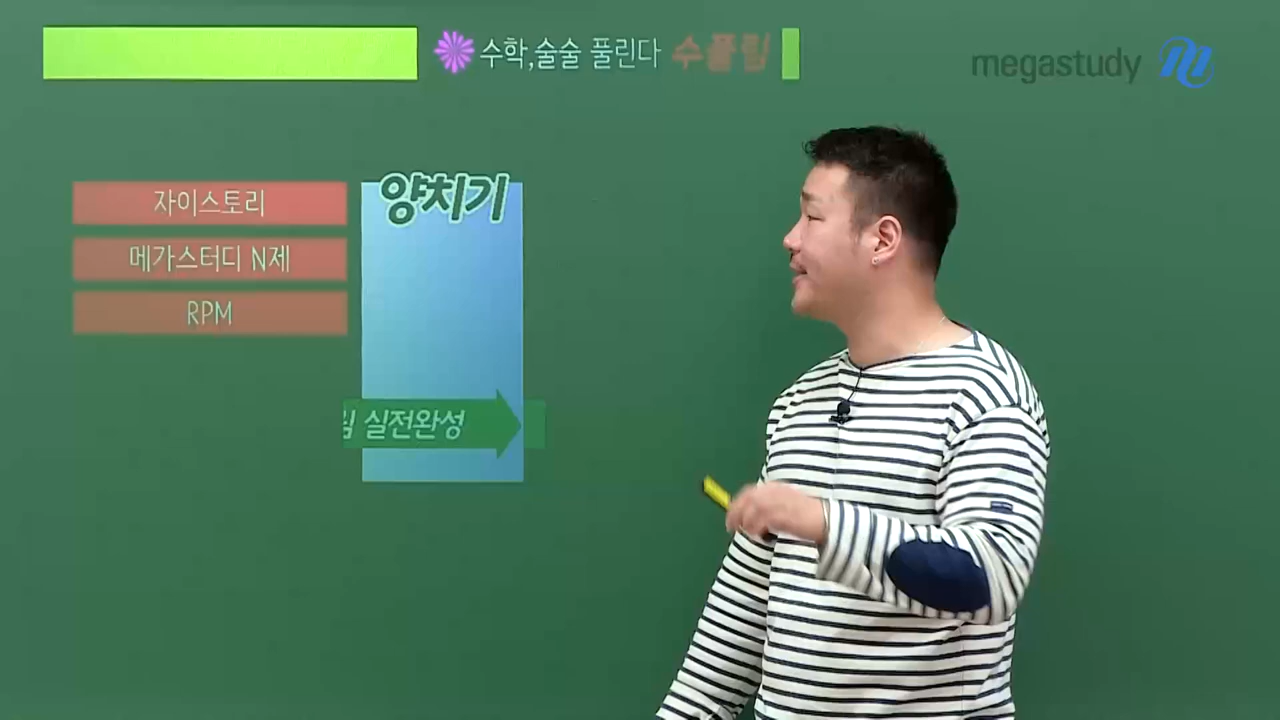 수학,술술 풀린다 수풀림
megastudy
자이스토리
양치기
메가스터디 N제
RPM
림 실전완성